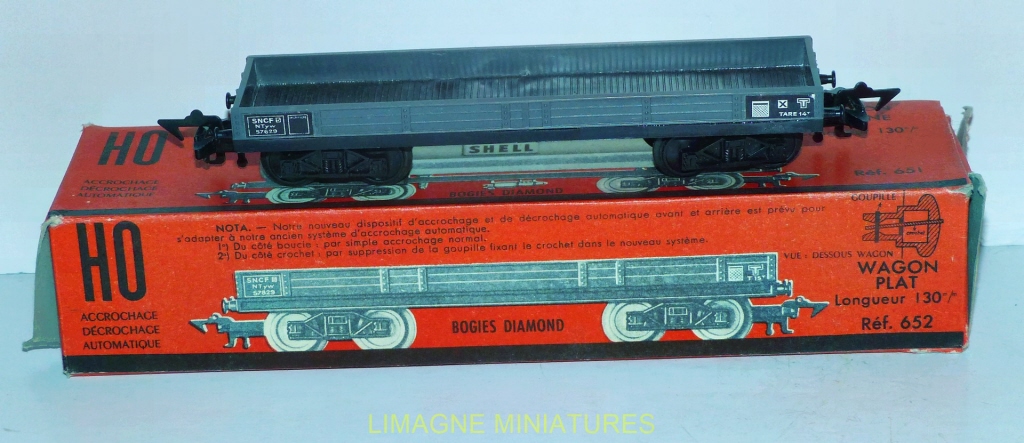 SNCF
NTyw
57829
TARE 14T
HO
ACCROCHAGE
DÉCROCHAGE
AUTOMATIQUE
SHELL
BOGIES DIAMOND
130
Réf. 651
HO
ACCROCHAGE
DÉCROCHAGE
AUTOMATIQUE
NOTA. — Notre nouveau dispositif d'accrochage et de décrochage automatique avant et arrière est prévu pour
s'adapter à notre ancien système d'accrochage automatique.
1°) Du côté boucle : par simple accrochage normal.
2°) Du côté crochet : par suppression de la goupille fixant le crochet dans le nouveau système.
SNCF
NTyw
57829
BOGIES DIAMOND
GOUPILLE
VUE : DESSOUS WAGON
WAGON
PLAT
Longueur 130 m/m
Réf. 652
LIMAGNE MINIATURES